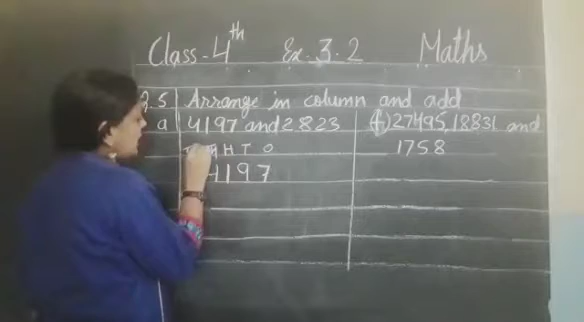 Class-4th Ex. 3.2 Maths
Q.5 Arrange in column and add
a 4197 and 2823
H T O
4197
(f) 27495, 18831 and
1758